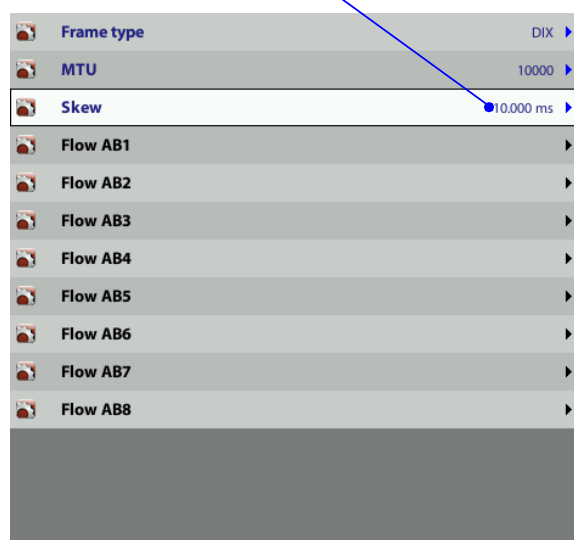 Frame type DIX
MTU 10000
Skew 10.000 ms
Flow AB1
Flow AB2
Flow AB3
Flow AB4
Flow AB5
Flow AB6
Flow AB7
Flow AB8